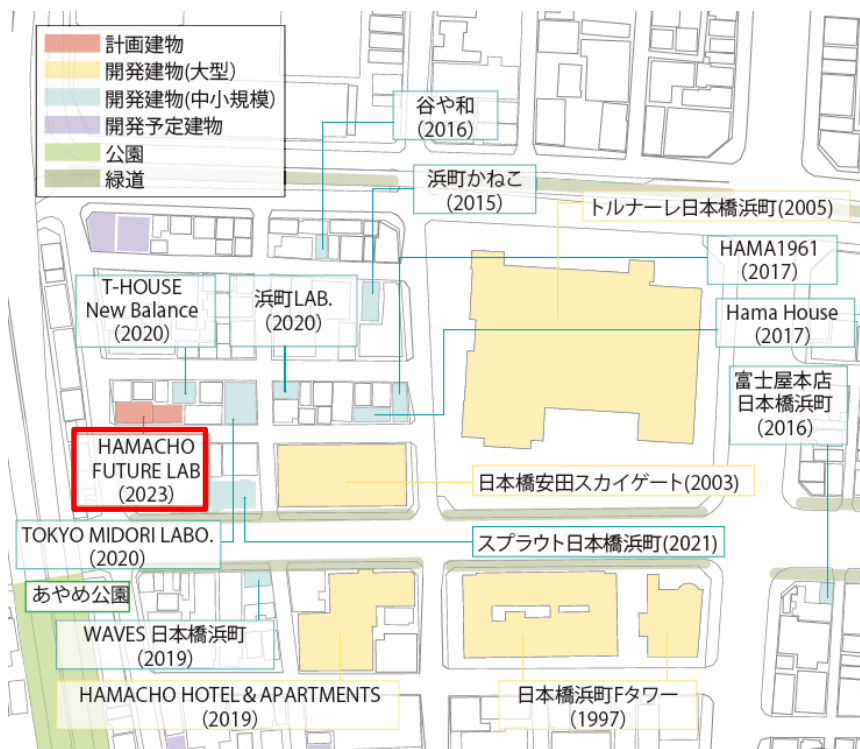 計画建物
開発建物(大型)
開発建物(中小規模)
開発予定建物
公園
緑道
谷や和
(2016)
浜町かねこ
(2015)
トルナーレ日本橋浜町(2005)
HAMA1961
(2017)
T-HOUSE
New Balance
(2020)
浜町LAB.
(2020)
Hama House
(2017)
富士屋本店
日本橋浜町
(2016)
HAMACHO
FUTURE LAB
(2023)
日本橋安田スカイゲート(2003)
TOKYO MIDORI LABO.
(2020)
スプラウト日本橋浜町(2021)
あやめ公園
WAVES 日本橋浜町
(2019)
HAMACHO HOTEL & APARTMENTS
(2019)
日本橋浜町Fタワー
(1997)